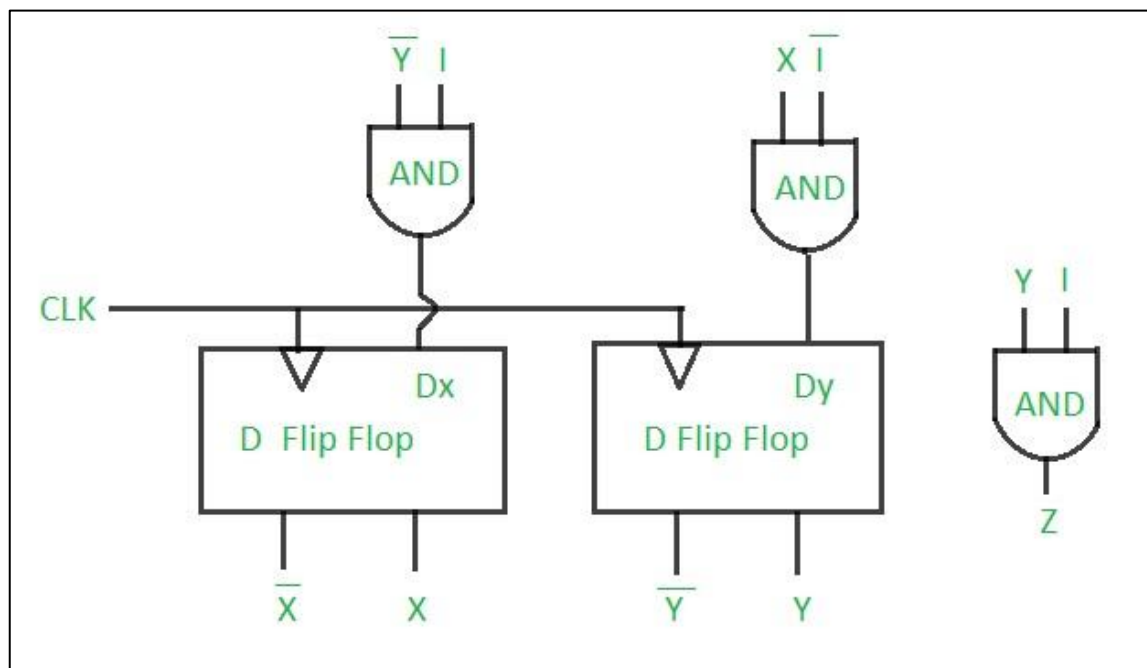 Y̅ I
X I̅
AND
AND
Y I
CLK
Dx
Dy
AND
D Flip Flop
D Flip Flop
Z
X̅ X
Y̅ Y